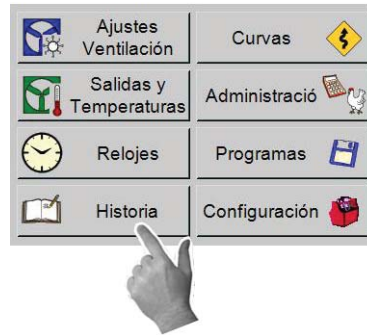 Ajustes
Ventilación
Curvas
Salidas y
Temperaturas
Administració
Relojes
Programas
Historia
Configuración